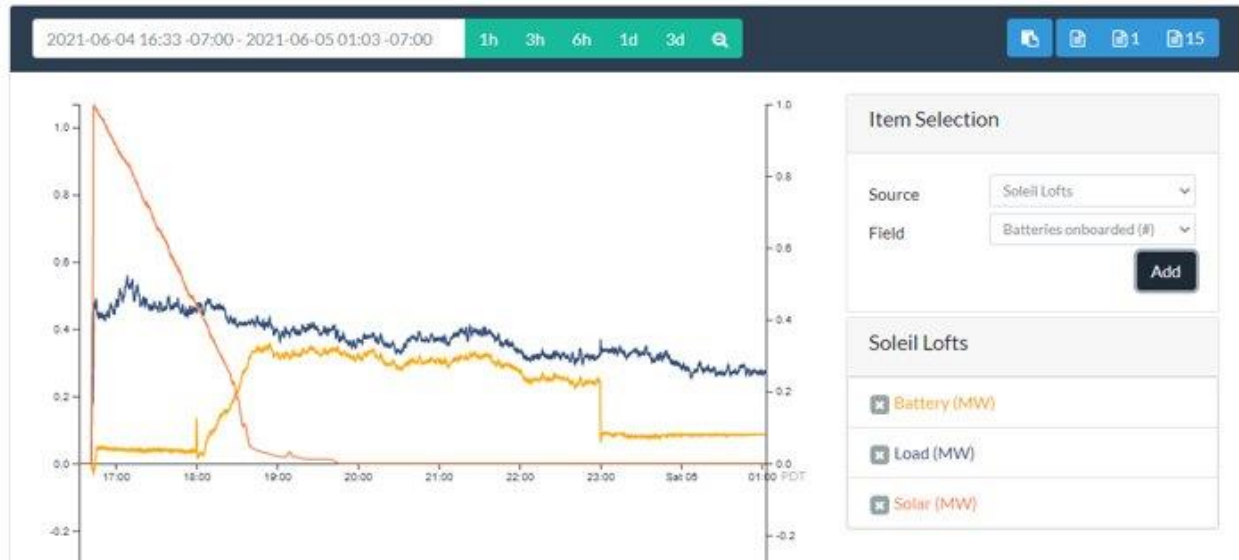 2021-06-04 16:33 -07:00 - 2021-06-05 01:03 -07:00 1h 3h 6h 1d 3d 1 15
Item Selection
Source Soleil Lofts
Field Batteries onboarded (#)
Add
Soleil Lofts
Battery (MW)
Load (MW)
Solar (MW)
1.0
0.8
0.6
0.4
0.2
0.0
-0.2
1.0
0.8
0.6
0.4
0.2
0.0
-0.2
17:00 18:00 19:00 20:00 21:00 22:00 23:00 Sat 05 01:00 PDT